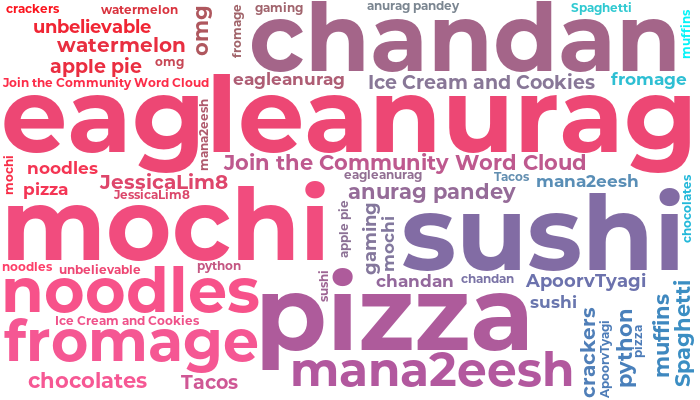 crackers
watermelon
omg
fromage
gaming
chandan
anurag pandey
Spaghetti
muffins
unbelievable
watermelon
apple pie
omg
Join the Community Word Cloud
eagleanurag
Ice Cream and Cookies
fromage
eagleanurag
mana2eesh
Join the Community Word Cloud
mochi
noodles
pizza
JessicaLim8
JessicaLim8
eagleanurag
Tacos
mana2eesh
anurag pandey
chocolates
mochi
apple pie
gaming
mochi
sushi
noodles
unbelievable
python
sushi
pizza
chandan
chandan
ApoorvTyagi
sushi
noodles
Ice Cream and Cookies
fromage
mana2eesh
chocolates
Tacos
crackers
ApoorvTyagi
python
pizza
muffins
Spaghetti